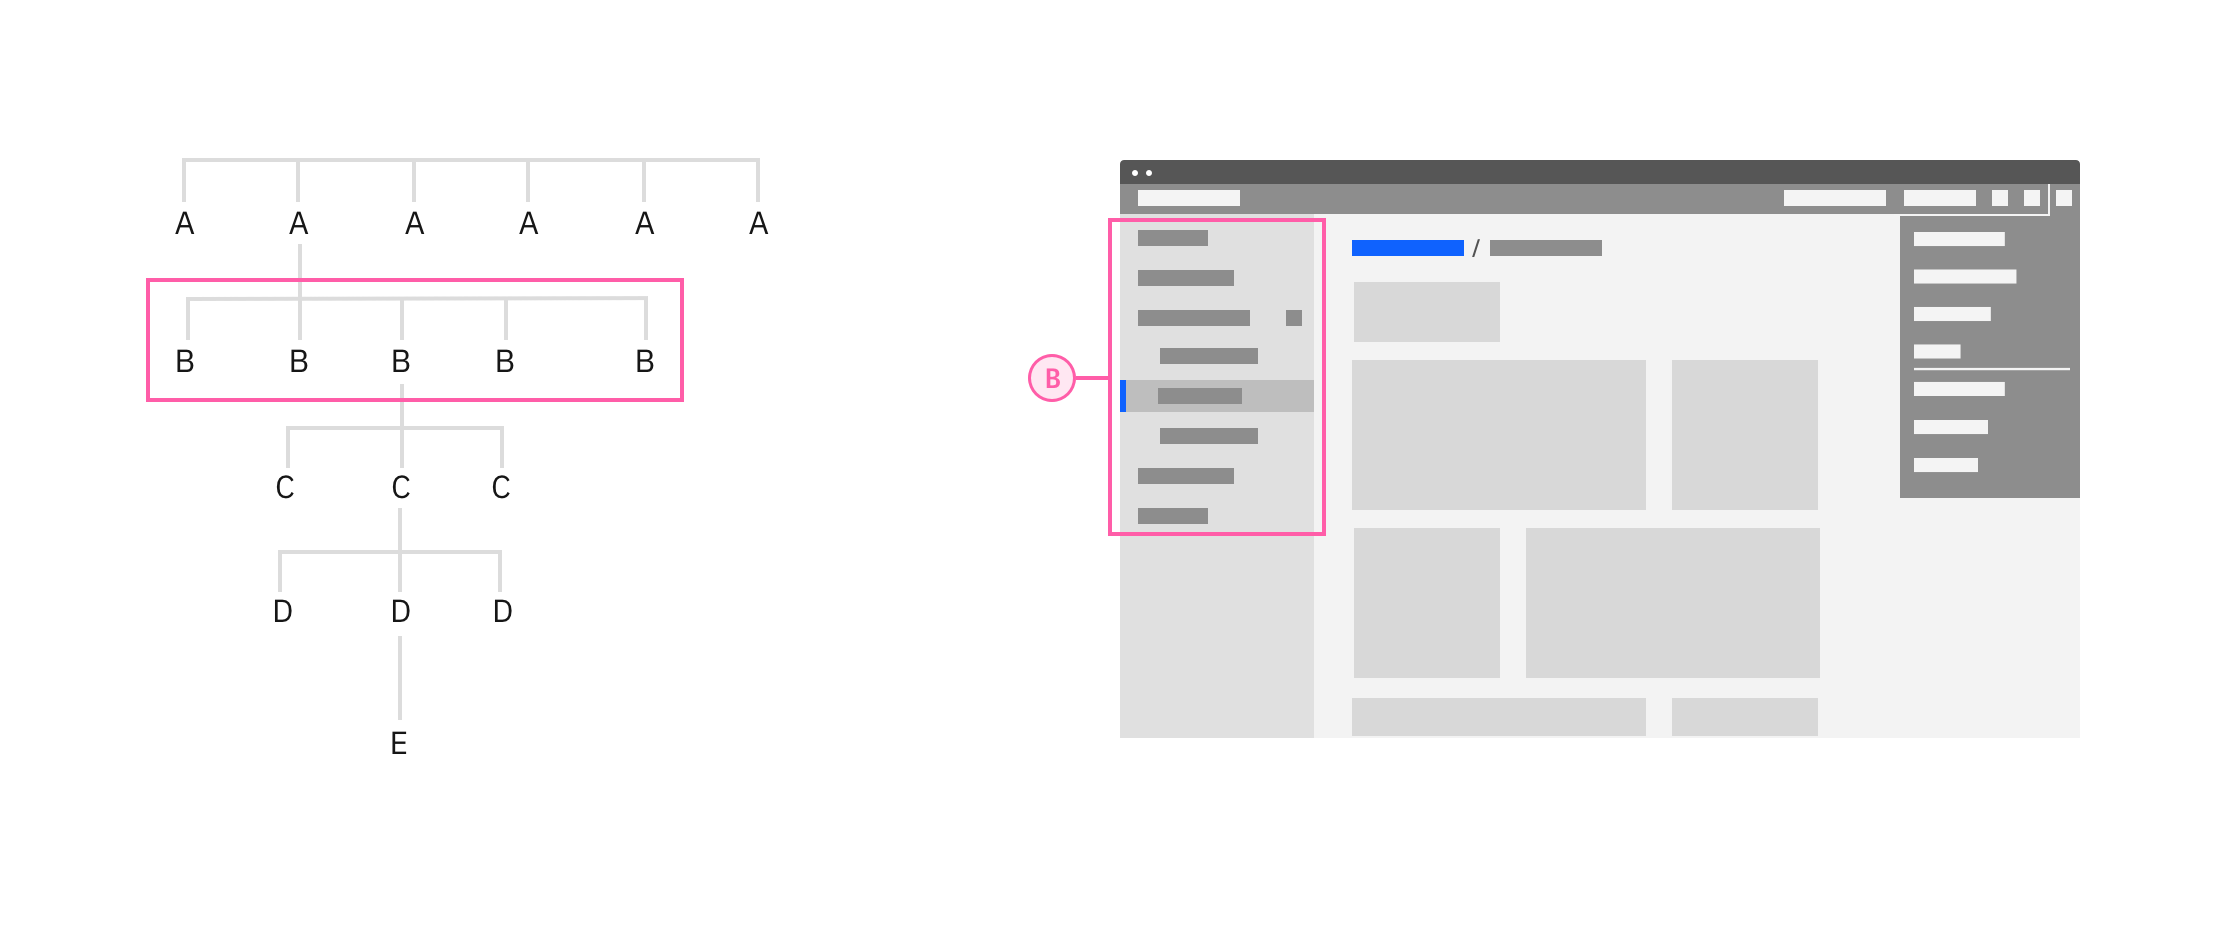 A A A A A A
B B B B B
C C C
D D D
E
B
/